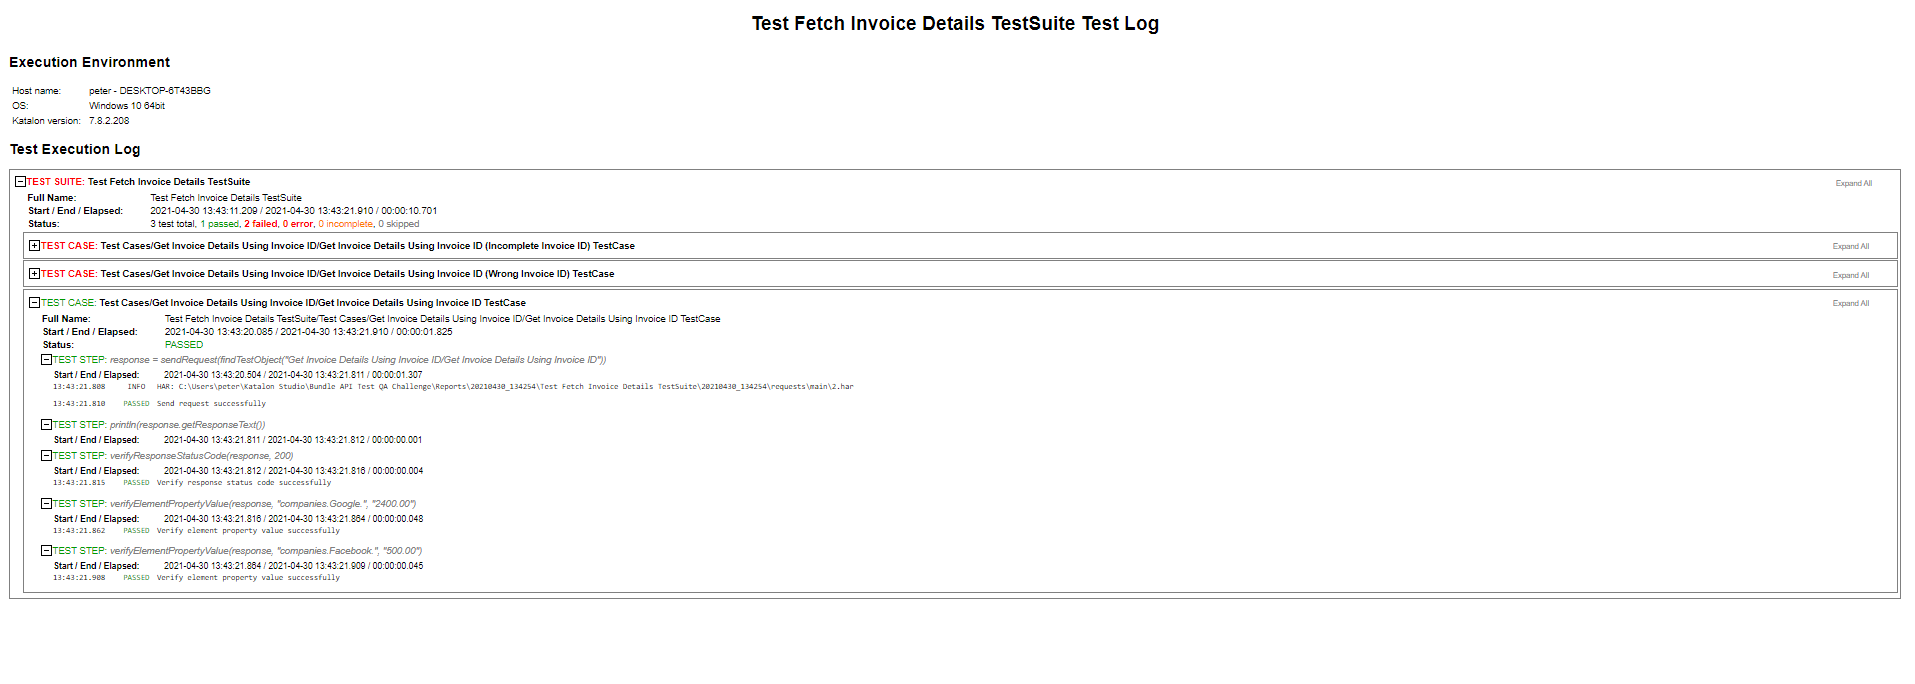 Test Fetch Invoice Details TestSuite Test Log
Execution Environment
Host name: peter - DESKTOP-6T43BBG
OS: Windows 10 64bit
Katalon version: 7.8.2.208
Test Execution Log
TEST SUITE: Test Fetch Invoice Details TestSuite Expand All
Full Name: Test Fetch Invoice Details TestSuite
Start / End / Elapsed: 2021-04-30 13:43:11.209 / 2021-04-30 13:43:21.910 / 00:00:10.701
Status: 3 test total, 1 passed, 2 failed, 0 error, 0 incomplete, 0 skipped
TEST CASE: Test Cases/Get Invoice Details Using Invoice ID/Get Invoice Details Using Invoice ID (Incomplete Invoice ID) TestCase Expand All
TEST CASE: Test Cases/Get Invoice Details Using Invoice ID/Get Invoice Details Using Invoice ID (Wrong Invoice ID) TestCase Expand All
TEST CASE: Test Cases/Get Invoice Details Using Invoice ID/Get Invoice Details Using Invoice ID TestCase Expand All
Full Name: Test Fetch Invoice Details TestSuite/Test Cases/Get Invoice Details Using Invoice ID/Get Invoice Details Using Invoice ID TestCase
Start / End / Elapsed: 2021-04-30 13:43:20.085 / 2021-04-30 13:43:21.910 / 00:00:01.825
Status: PASSED
TEST STEP: response = sendRequest(findTestObject("Get Invoice Details Using Invoice ID/Get Invoice Details Using Invoice ID"))
Start / End / Elapsed: 2021-04-30 13:43:20.504 / 2021-04-30 13:43:21.811 / 00:00:01.307
13:43:21.808 INFO HAR: C:\Users\peter\Katalon Studio\Bundle API Test QA Challenge\Reports\20210430_134254\Test Fetch Invoice Details TestSuite\20210430_134254\requests\main\2.har
13:43:21.810 PASSED Send request successfully
TEST STEP: println(response.getResponseText())
Start / End / Elapsed: 2021-04-30 13:43:21.811 / 2021-04-30 13:43:21.812 / 00:00:00.001
TEST STEP: verifyResponseStatusCode(response, 200)
Start / End / Elapsed: 2021-04-30 13:43:21.812 / 2021-04-30 13:43:21.816 / 00:00:00.004
13:43:21.815 PASSED Verify response status code successfully
TEST STEP: verifyElementPropertyValue(response, "companies.Google.", "2400.00")
Start / End / Elapsed: 2021-04-30 13:43:21.816 / 2021-04-30 13:43:21.864 / 00:00:00.048
13:43:21.862 PASSED Verify element property value successfully
TEST STEP: verifyElementPropertyValue(response, "companies.Facebook.", "500.00")
Start / End / Elapsed: 2021-04-30 13:43:21.864 / 2021-04-30 13:43:21.909 / 00:00:00.045
13:43:21.908 PASSED Verify element property value successfully